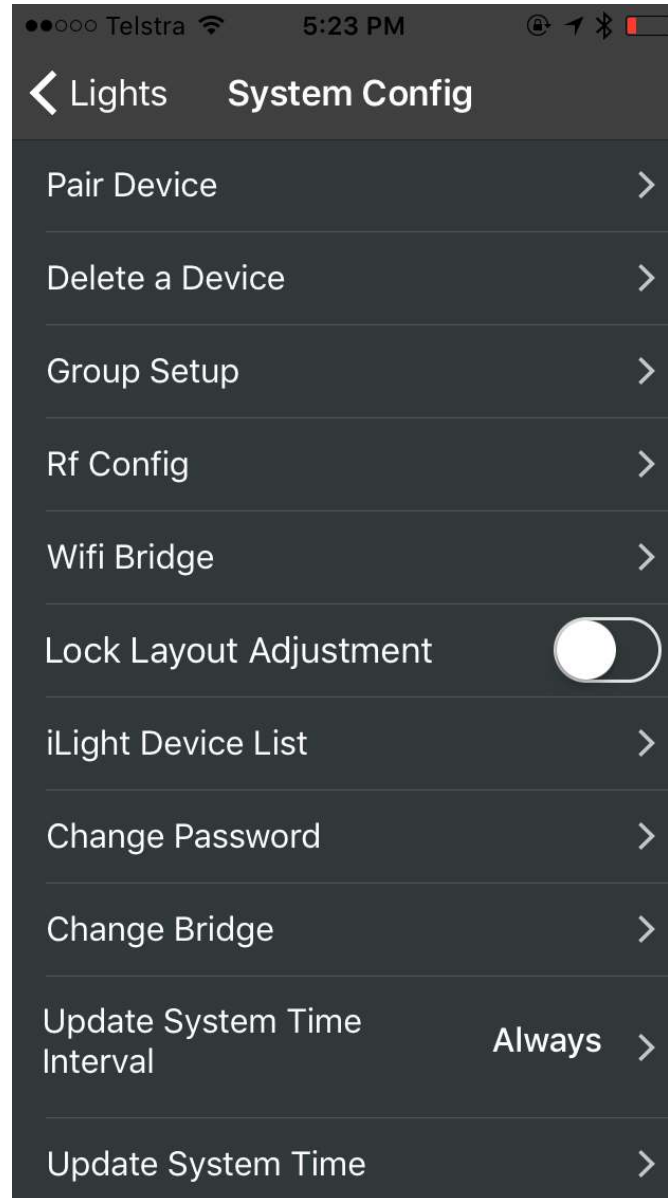 Telstra 5:23 PM
Lights System Config
Pair Device
Delete a Device
Group Setup
Rf Config
Wifi Bridge
Lock Layout Adjustment
iLight Device List
Change Password
Change Bridge
Update System Time
Interval Always
Update System Time